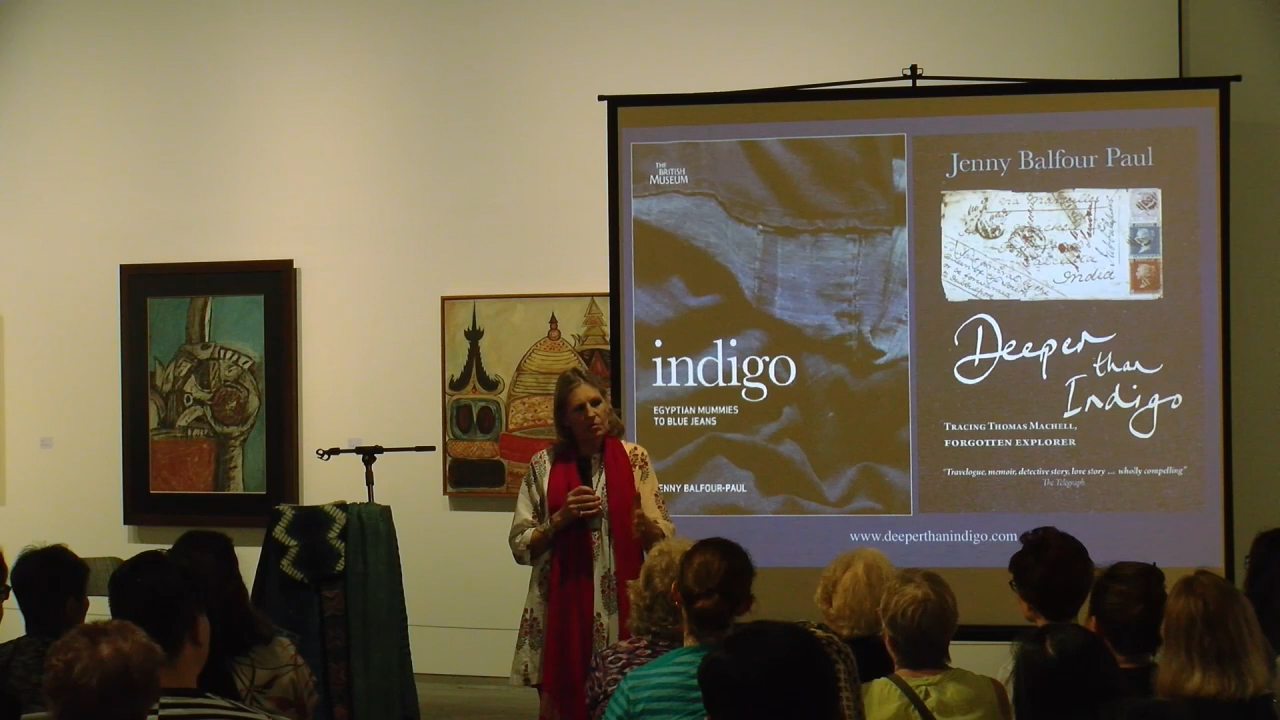 THE
BRITISH
MUSEUM
indigo
EGYPTIAN MUMMIES
TO BLUE JEANS
ENNY BALFOUR-PAUL
Jenny Balfour Paul
India
Deeper
than
Indigo
TRACING THOMAS MACHELL,
FORGOTTEN EXPLORER
"Travelogue, memoir, detective story, love story ... wholly compelling"
The Telegraph
www.deeperthanindigo.com